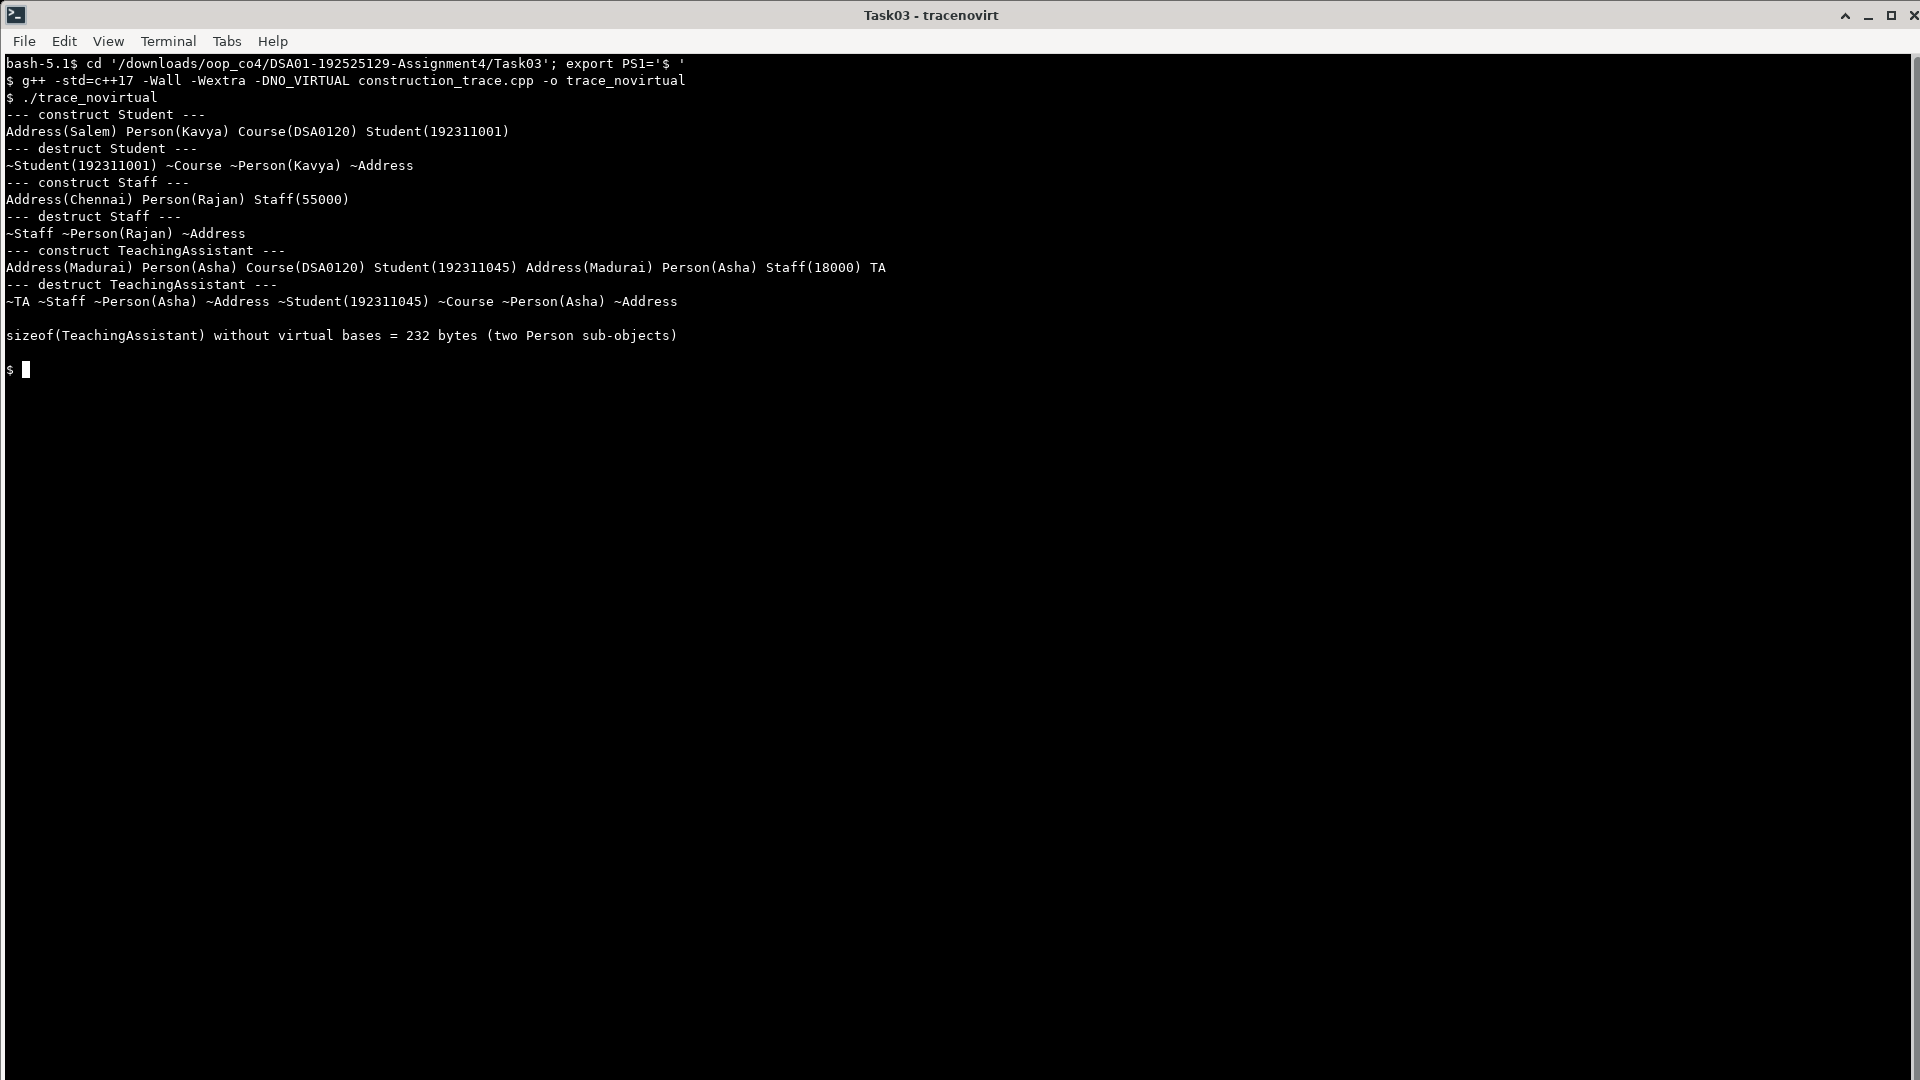 Task03 - tracenovirt
File Edit View Terminal Tabs Help
bash-5.1$ cd '/downloads/oop_co4/DSA01-192525129-Assignment4/Task03'; export PS1='$ '
$ g++ -std=c++17 -Wall -Wextra -DNO_VIRTUAL construction_trace.cpp -o trace_novirtual
$ ./trace_novirtual
--- construct Student ---
Address(Salem) Person(Kavya) Course(DSA0120) Student(192311001)
--- destruct Student ---
~Student(192311001) ~Course ~Person(Kavya) ~Address
--- construct Staff ---
Address(Chennai) Person(Rajan) Staff(55000)
--- destruct Staff ---
~Staff ~Person(Rajan) ~Address
--- construct TeachingAssistant ---
Address(Madurai) Person(Asha) Course(DSA0120) Student(192311045) Address(Madurai) Person(Asha) Staff(18000) TA
--- destruct TeachingAssistant ---
~TA ~Staff ~Person(Asha) ~Address ~Student(192311045) ~Course ~Person(Asha) ~Address
sizeof(TeachingAssistant) without virtual bases = 232 bytes (two Person sub-objects)
$